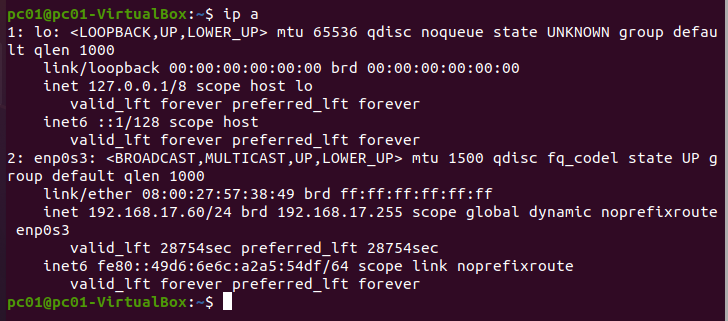 pc01@pc01-VirtualBox:~$ ip a
1: lo: <LOOPBACK,UP,LOWER_UP> mtu 65536 qdisc noqueue state UNKNOWN group defau
lt qlen 1000
    link/loopback 00:00:00:00:00:00 brd 00:00:00:00:00:00
    inet 127.0.0.1/8 scope host lo
       valid_lft forever preferred_lft forever
    inet6 ::1/128 scope host
       valid_lft forever preferred_lft forever
2: enp0s3: <BROADCAST,MULTICAST,UP,LOWER_UP> mtu 1500 qdisc fq_codel state UP g
roup default qlen 1000
    link/ether 08:00:27:57:38:49 brd ff:ff:ff:ff:ff:ff
    inet 192.168.17.60/24 brd 192.168.17.255 scope global dynamic noprefixroute
 enp0s3
       valid_lft 28754sec preferred_lft 28754sec
    inet6 fe80::49d6:6e6c:a2a5:54df/64 scope link noprefixroute
       valid_lft forever preferred_lft forever
pc01@pc01-VirtualBox:~$